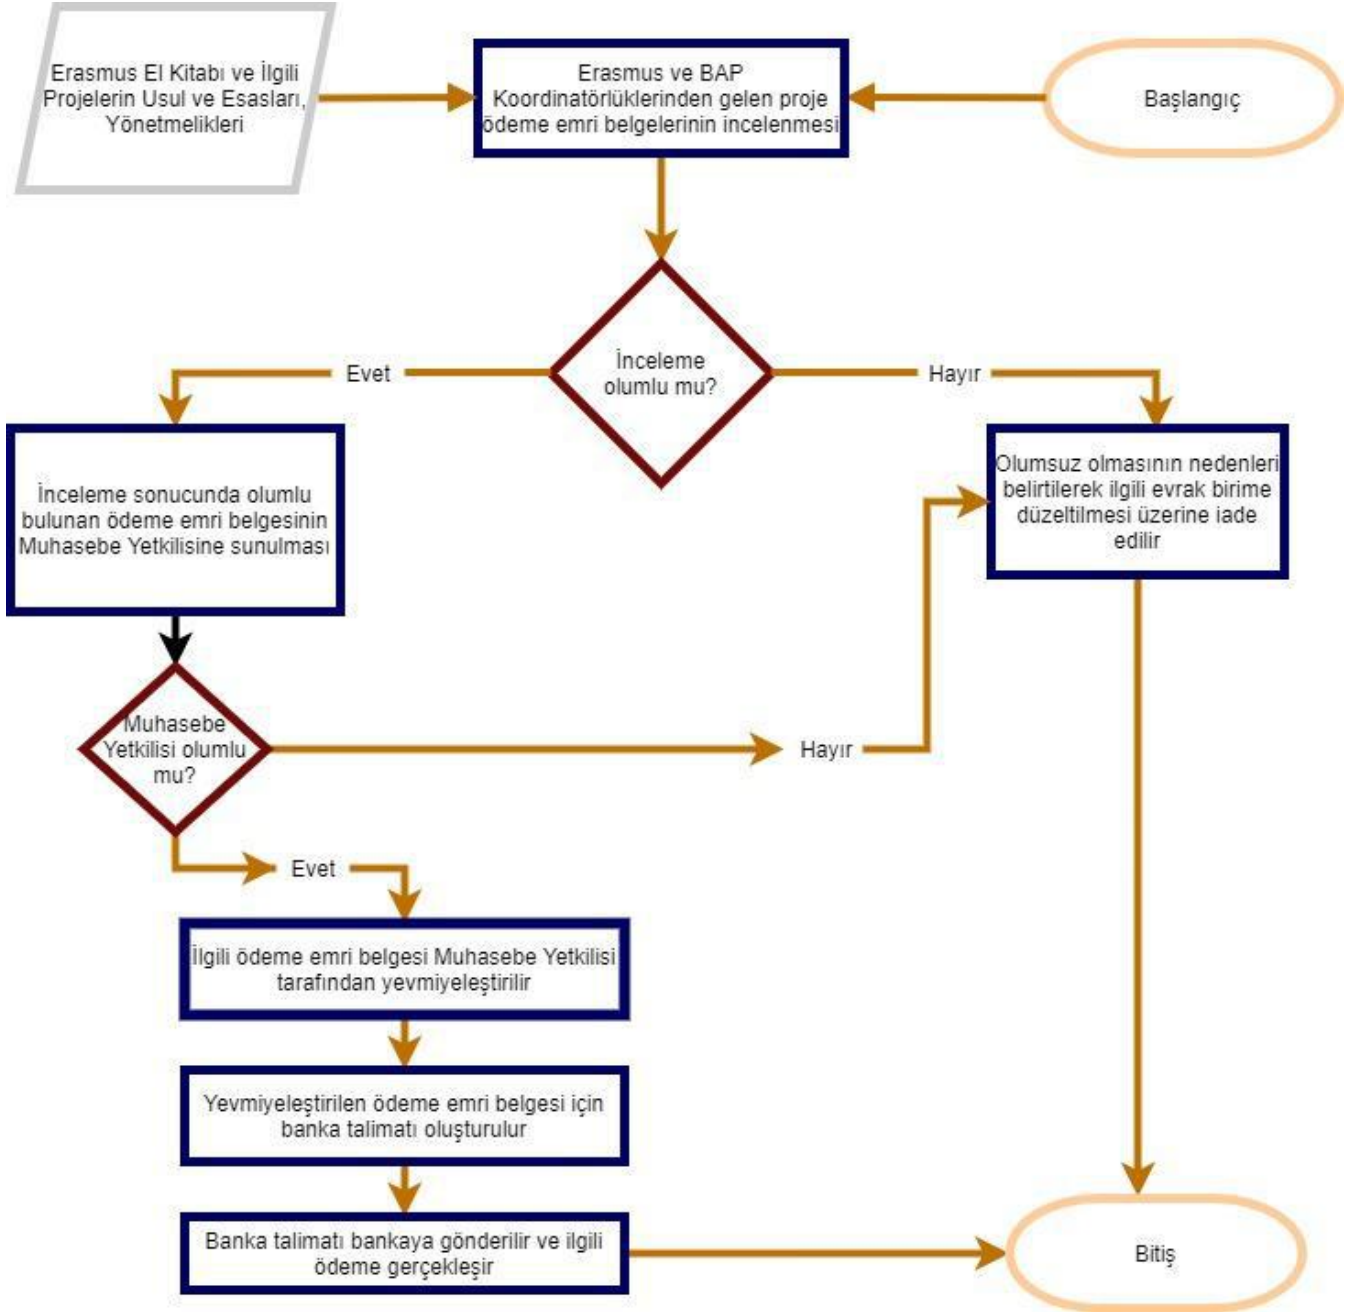 Erasmus El Kitabı ve İlgili
Projelerin Usul ve Esasları,
Yönetmelikleri
Erasmus ve BAP
Koordinatörlüklerinden gelen proje
ödeme emri belgelerinin incelenmesi
Başlangıç
İnceleme
olumlu mu?
Evet
Hayır
İnceleme sonucunda olumlu
bulunan ödeme emri belgesinin
Muhasebe Yetkilisine sunulması
Olumsuz olmasının nedenleri
belirtilerek ilgili evrak birime
düzeltilmesi üzerine iade
edilir
Muhasebe
Yetkilisi olumlu
mu?
Hayır
Evet
İlgili ödeme emri belgesi Muhasebe Yetkilisi
tarafından yevmiyeleştirilir
Yevmiyeleştirilen ödeme emri belgesi için
banka talimatı oluşturulur
Banka talimatı bankaya gönderilir ve ilgili
ödeme gerçekleşir
Bitiş